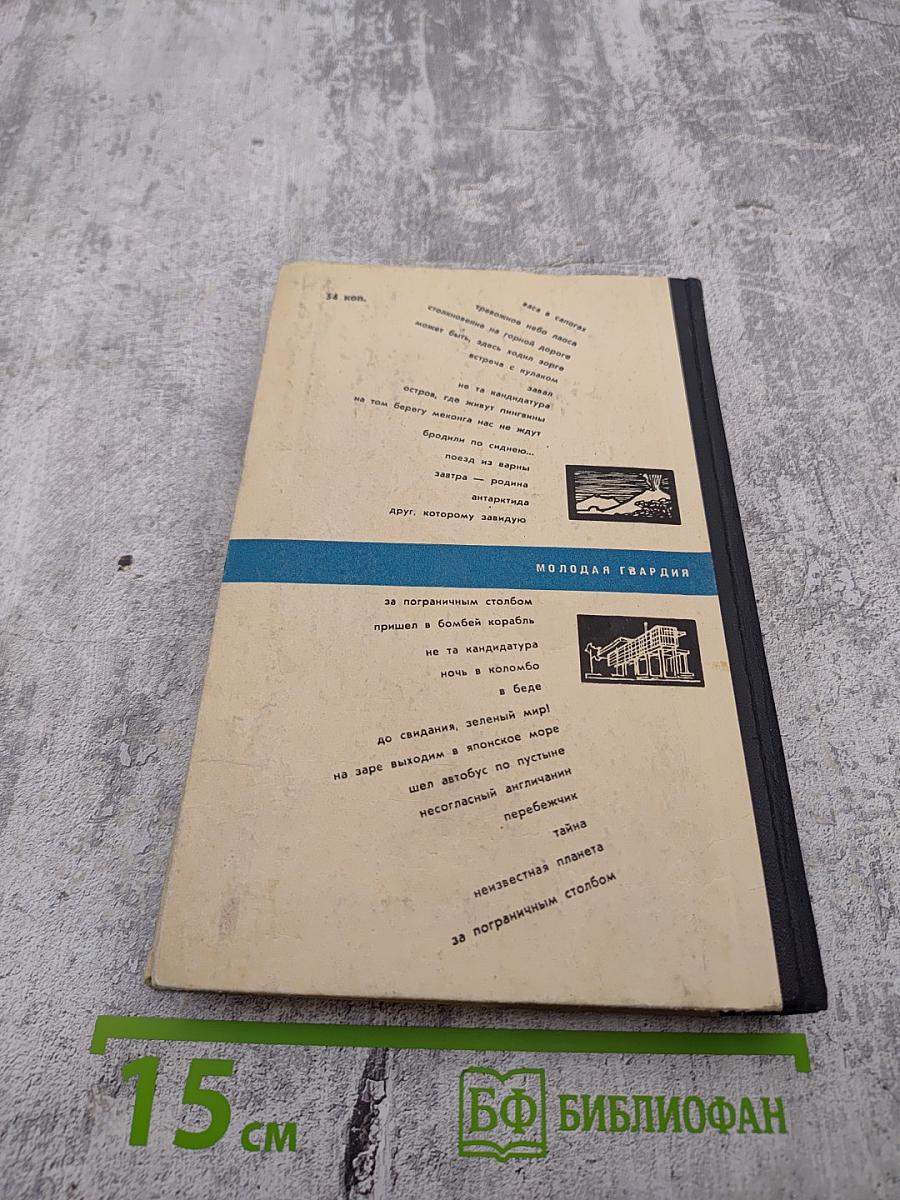 34 коп.
васа в сапогах
тревожное небо лаоса
столкновение на горной дороге
может быть, здесь ходил зорге
встреча с кулаком
завал
не та кандидатура
остров, где живут пингвины
на том берегу меконга нас не ждут
бродили по сиднею...
поезд из варны
завтра — родина
антарктида
друг, которому завидую
МОЛОДАЯ ГВАРДИЯ
за пограничным столбом
пришел в бомбей корабль
не та кандидатура
ночь в коломбо
в беде
до свидания, зеленый мир!
на заре выходим в японское море
шел автобус по пустыне
несогласный англичанин
перебежчик
тайна
неизвестная планета
за пограничным столбом
15 см
БФ БИБЛИОФАН